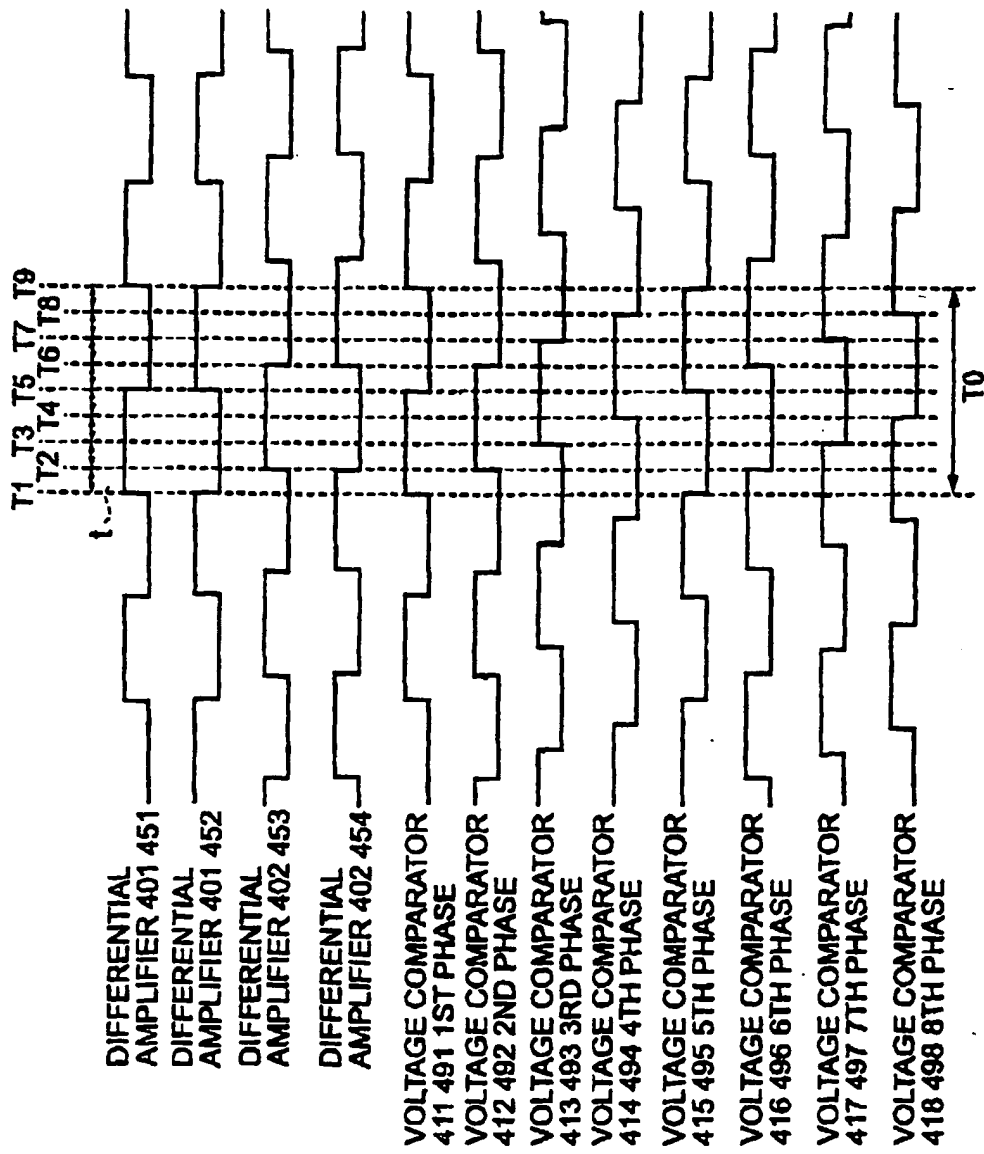 T1 T2 T3 T4 T5 T6 T7 T8 T9
t
DIFFERENTIAL
AMPLIFIER 401 451
DIFFERENTIAL
AMPLIFIER 401 452
DIFFERENTIAL
AMPLIFIER 402 453
DIFFERENTIAL
AMPLIFIER 402 454
VOLTAGE COMPARATOR
411 491 1ST PHASE
VOLTAGE COMPARATOR
412 492 2ND PHASE
VOLTAGE COMPARATOR
413 493 3RD PHASE
VOLTAGE COMPARATOR
414 494 4TH PHASE
VOLTAGE COMPARATOR
415 495 5TH PHASE
VOLTAGE COMPARATOR
416 496 6TH PHASE
VOLTAGE COMPARATOR
417 497 7TH PHASE
VOLTAGE COMPARATOR
418 498 8TH PHASE
T0